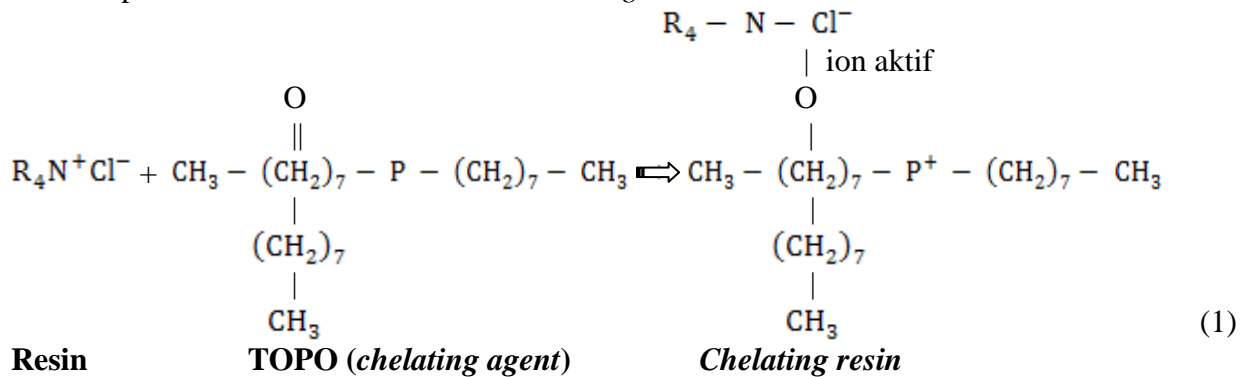 R₄ − N − Cl⁻
| ion aktif
O O
|| |
R₄N⁺Cl⁻ + CH₃ − (CH₂)₇ − P − (CH₂)₇ − CH₃ ⇨ CH₃ − (CH₂)₇ − P⁺ − (CH₂)₇ − CH₃
| |
(CH₂)₇ (CH₂)₇
| |
CH₃ CH₃ (1)
Resin TOPO (chelating agent) Chelating resin